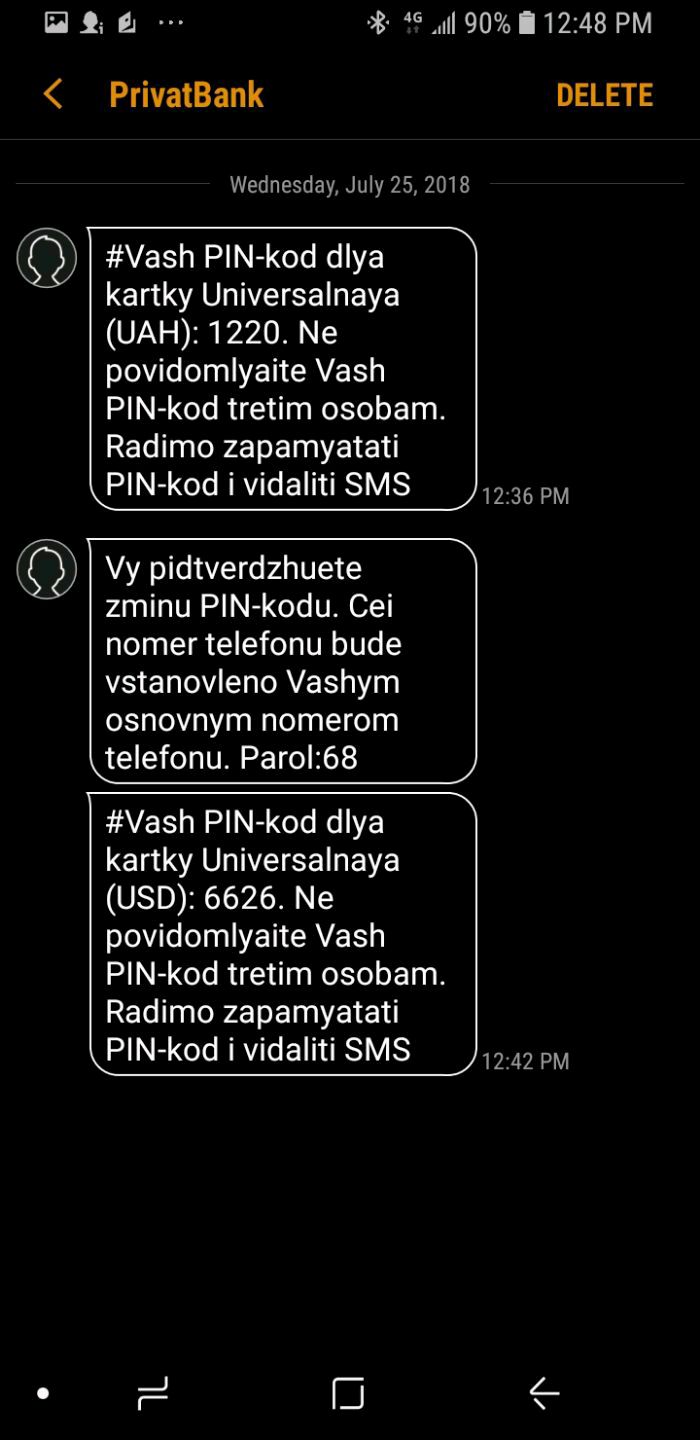 4G 90% 12:48 PM
PrivatBank DELETE
Wednesday, July 25, 2018
#Vash PIN-kod dlya
kartky Universalnaya
(UAH): 1220. Ne
povidomlyaite Vash
PIN-kod tretim osobam.
Radimo zapamyatati
PIN-kod i vidaliti SMS
12:36 PM
Vy pidtverdzhuete
zminu PIN-kodu. Cei
nomer telefonu bude
vstanovleno Vashym
osnovnym nomerom
telefonu. Parol:68
#Vash PIN-kod dlya
kartky Universalnaya
(USD): 6626. Ne
povidomlyaite Vash
PIN-kod tretim osobam.
Radimo zapamyatati
PIN-kod i vidaliti SMS
12:42 PM